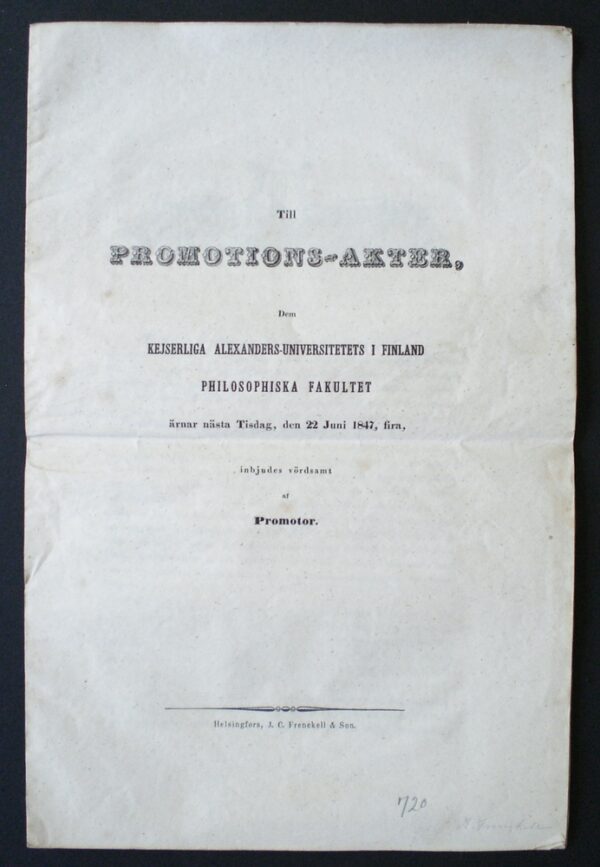 Till
PROMOTIONS-AKTER,
Dem
KEJSERLIGA ALEXANDERS-UNIVERSITETETS I FINLAND
PHILOSOPHISKA FAKULTET
ärnar nästa Tisdag, den 22 Juni 1847, fira,
inbjudes vördsamt
af
Promotor.
Helsingfors, J. C. Frenckell & Son.
720